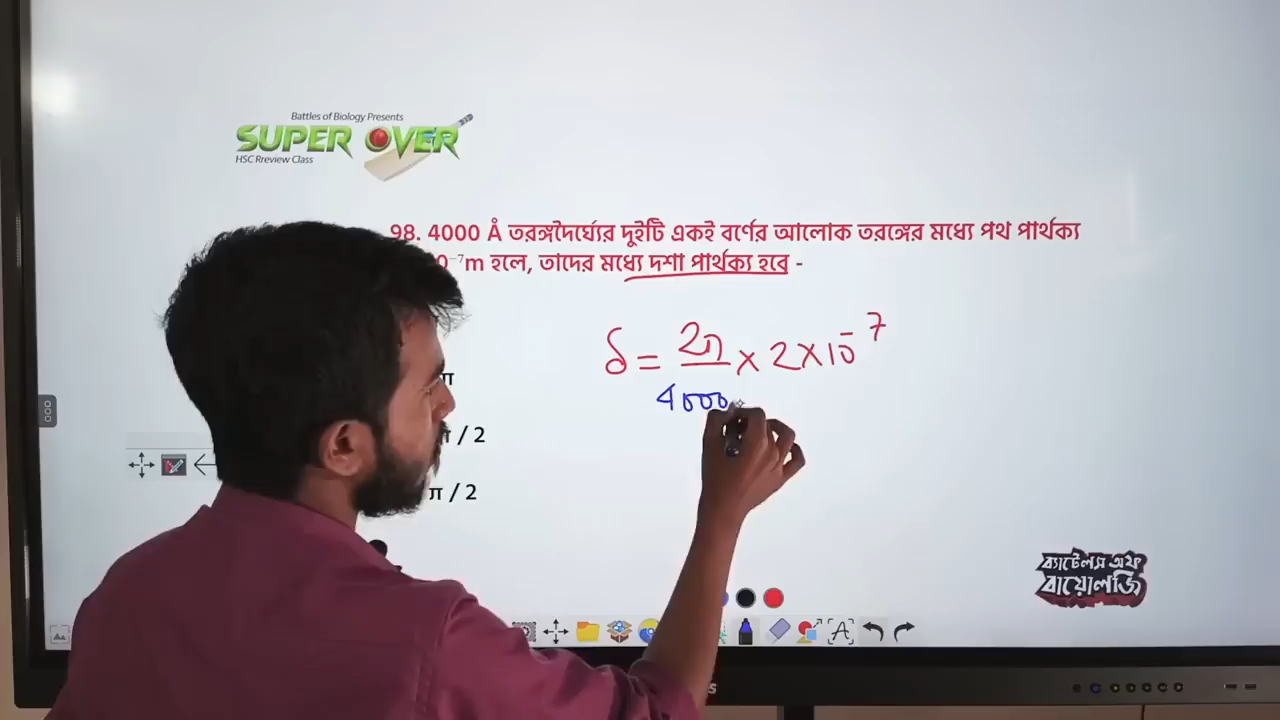 Battles of Biology Presents
SUPER OVER
HSC Rreview Class
98. 4000 Å তরঙ্গদৈর্ঘ্যের দুইটি একই বর্ণের আলোক তরঙ্গের মধ্যে পথ পার্থক্য
⁻⁷m হলে, তাদের মধ্যে দশা পার্থক্য হবে -
δ = 2π × 2×10⁻⁷
4000
π
π / 2
π / 2
ব্যাটেলস অফ
বায়োলজি